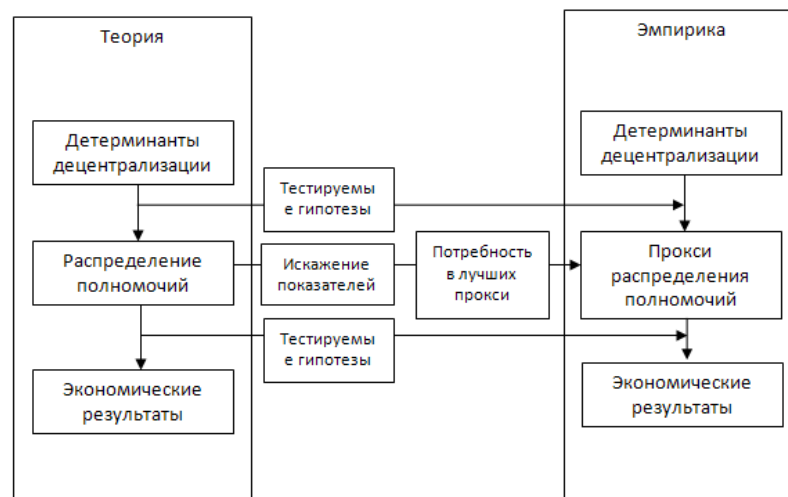 Теория
Эмпирика
Детерминанты
децентрализации
Детерминанты
децентрализации
Тестируемы
е гипотезы
Распределение
полномочий
Искажение
показателей
Потребность
в лучших
прокси
Прокси
распределения
полномочий
Тестируемы
е гипотезы
Экономические
результаты
Экономические
результаты